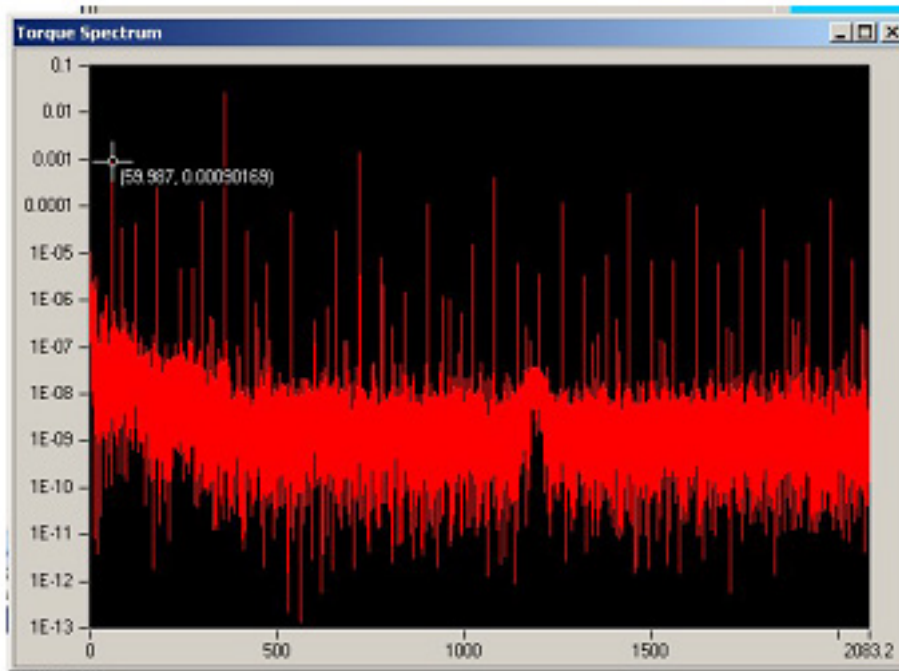 Torque Spectrum
0.1
0.01
0.001
(59.987, 0.00090169)
0.0001
1E-05
1E-06
1E-07
1E-08
1E-09
1E-10
1E-11
1E-12
1E-13
0 500 1000 1500 2083.2